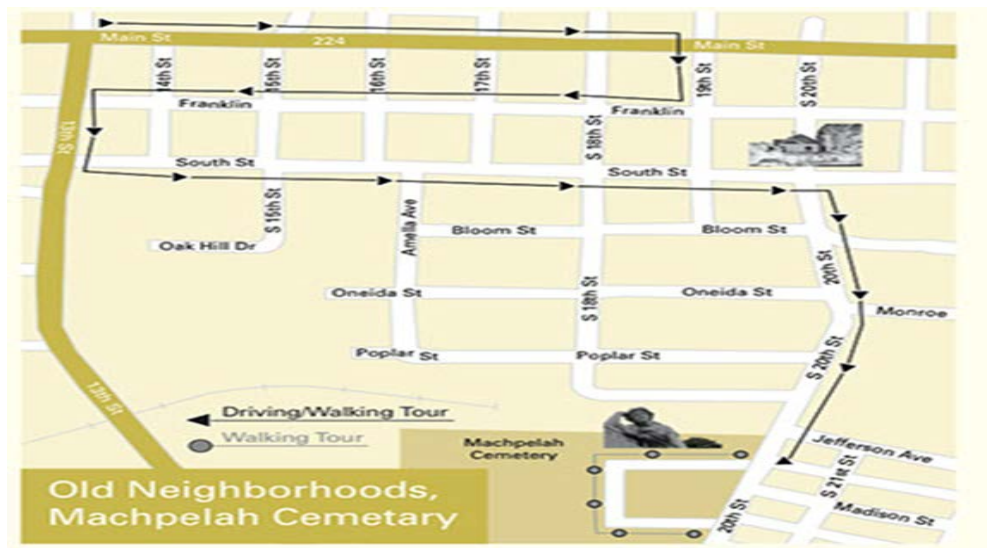 Main St
224
Main St
14th St
15th St
16th St
17th St
19th St
S 20th St
Franklin
Franklin
13th St
S 18th St
South St
South St
S 15th St
Amelia Ave
Bloom St
Bloom St
Oak Hill Dr
20th St
Oneida St
S 18th St
Oneida St
Monroe
Poplar St
Poplar St
S 20th St
13th St
Driving/Walking Tour
Walking Tour
Machpelah
Cemetery
Jefferson Ave
S 21st St
Madison St
20th St
Old Neighborhoods,
Machpelah Cemetary